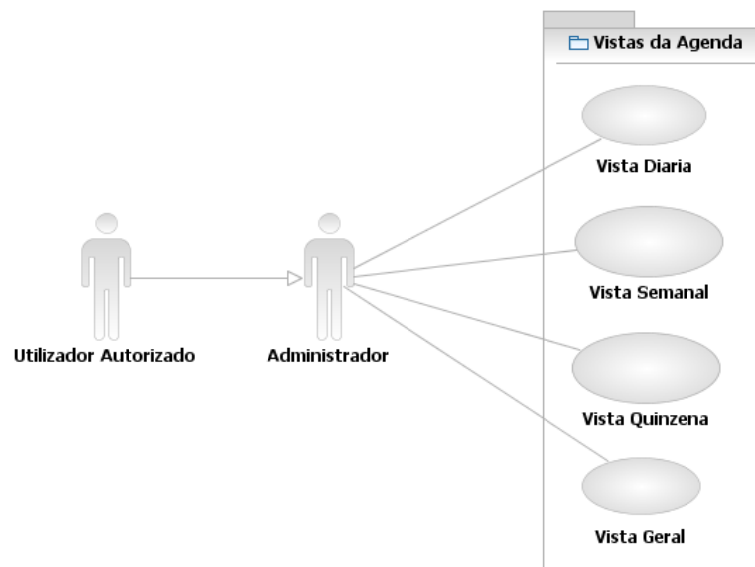 Vistas da Agenda
Vista Diaria
Vista Semanal
Utilizador Autorizado
Administrador
Vista Quinzena
Vista Geral